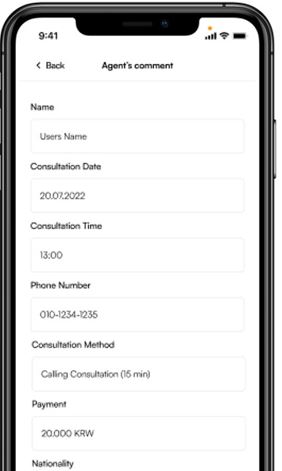 9:41
Back Agent's comment
Name
Users Name
Consultation Date
20.07.2022
Consultation Time
13:00
Phone Number
010-1234-1235
Consultation Method
Calling Consultation (15 min)
Payment
20.000 KRW
Nationality